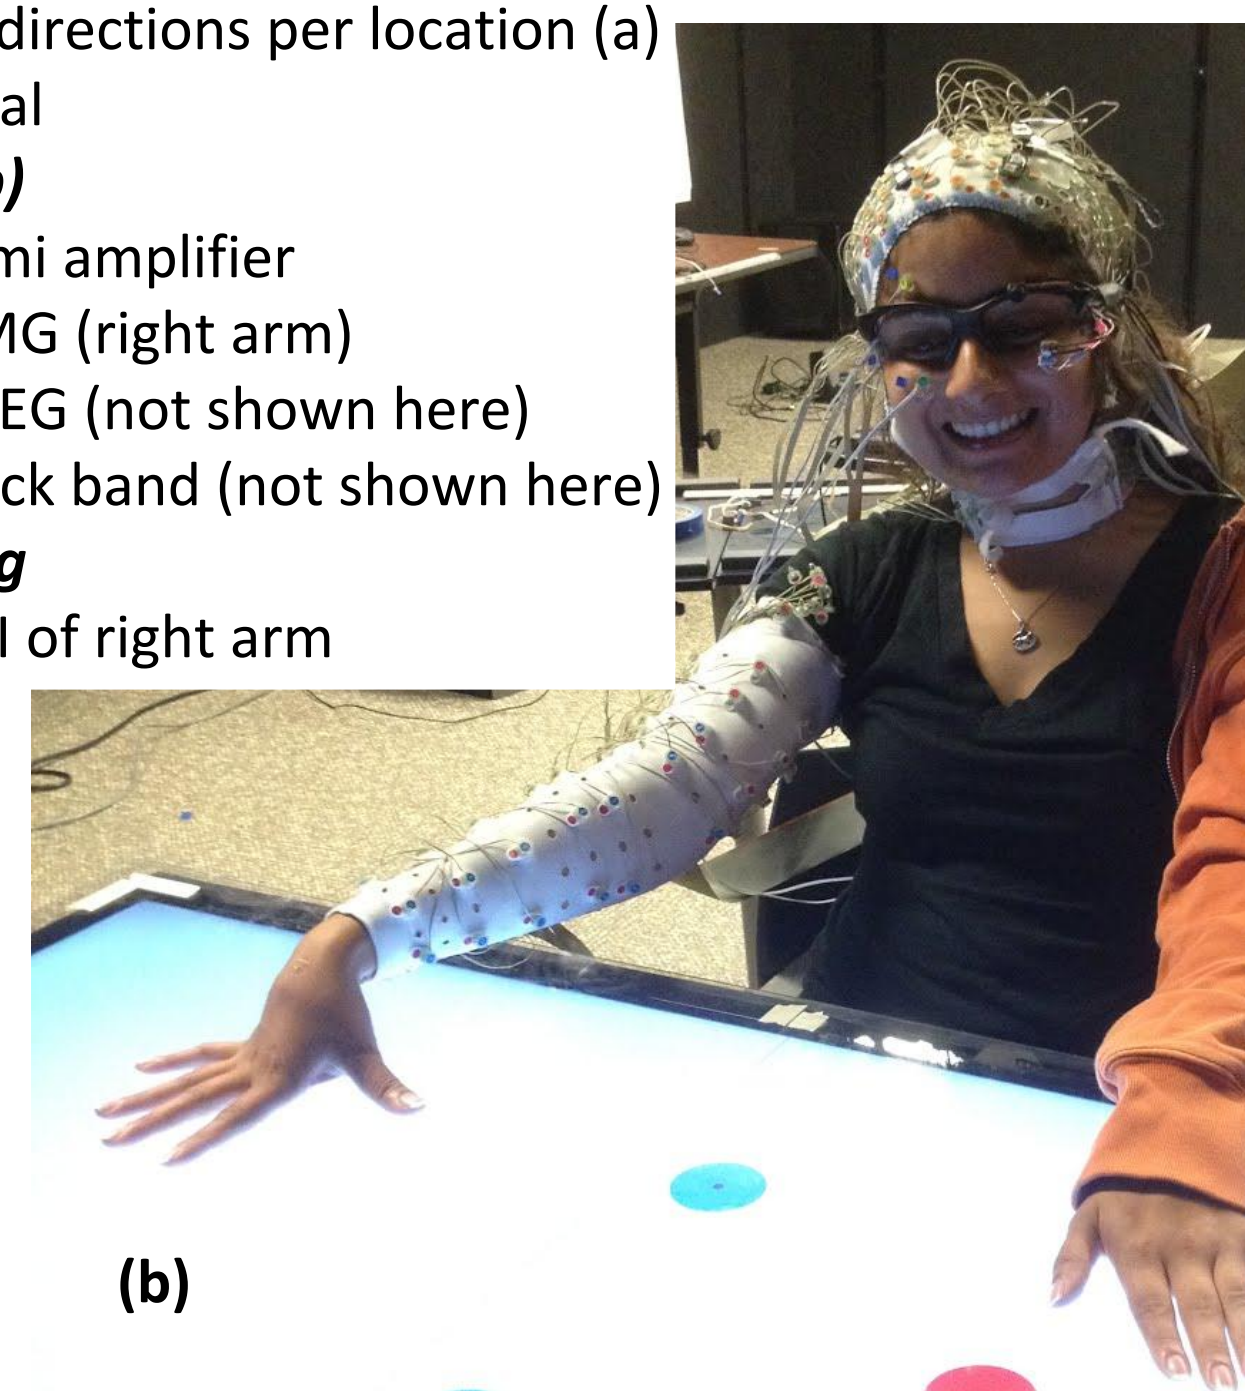 directions per location (a)
al
)
mi amplifier
MG (right arm)
EG (not shown here)
ck band (not shown here)
g
I of right arm
(b)